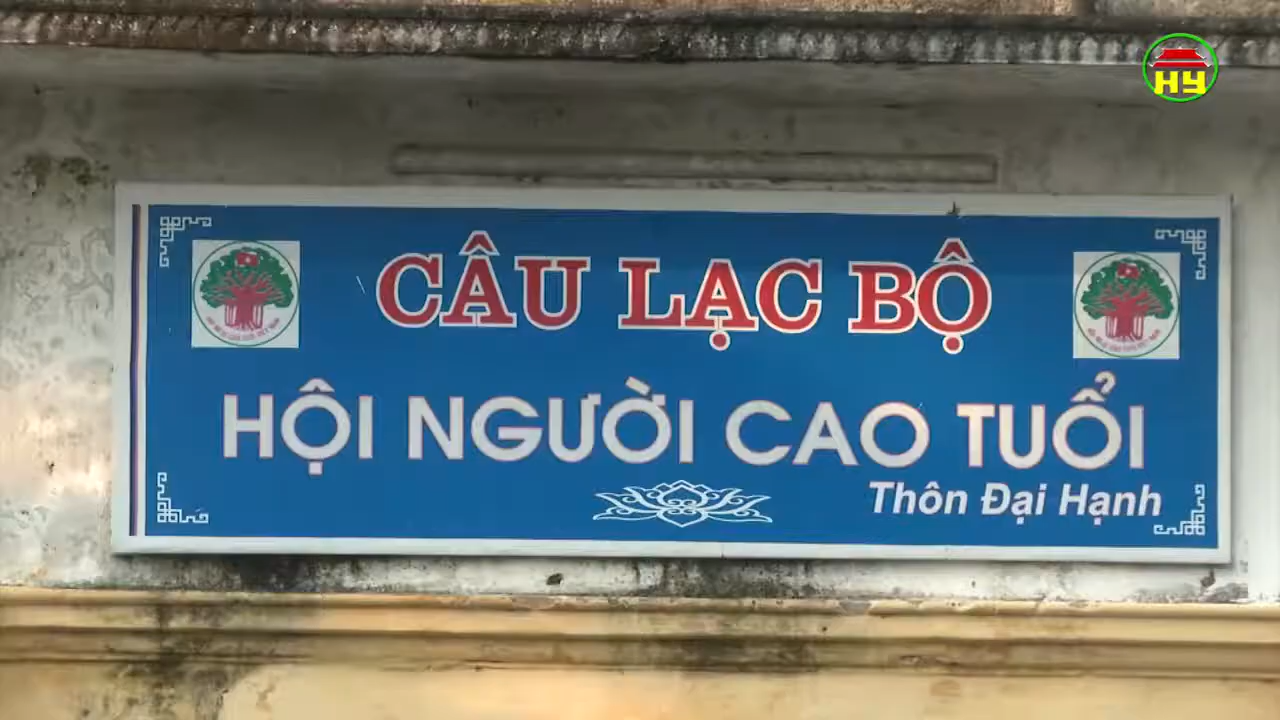 HY
CÂU LẠC BỘ
HỘI NGƯỜI CAO TUỔI
Thôn Đại Hạnh